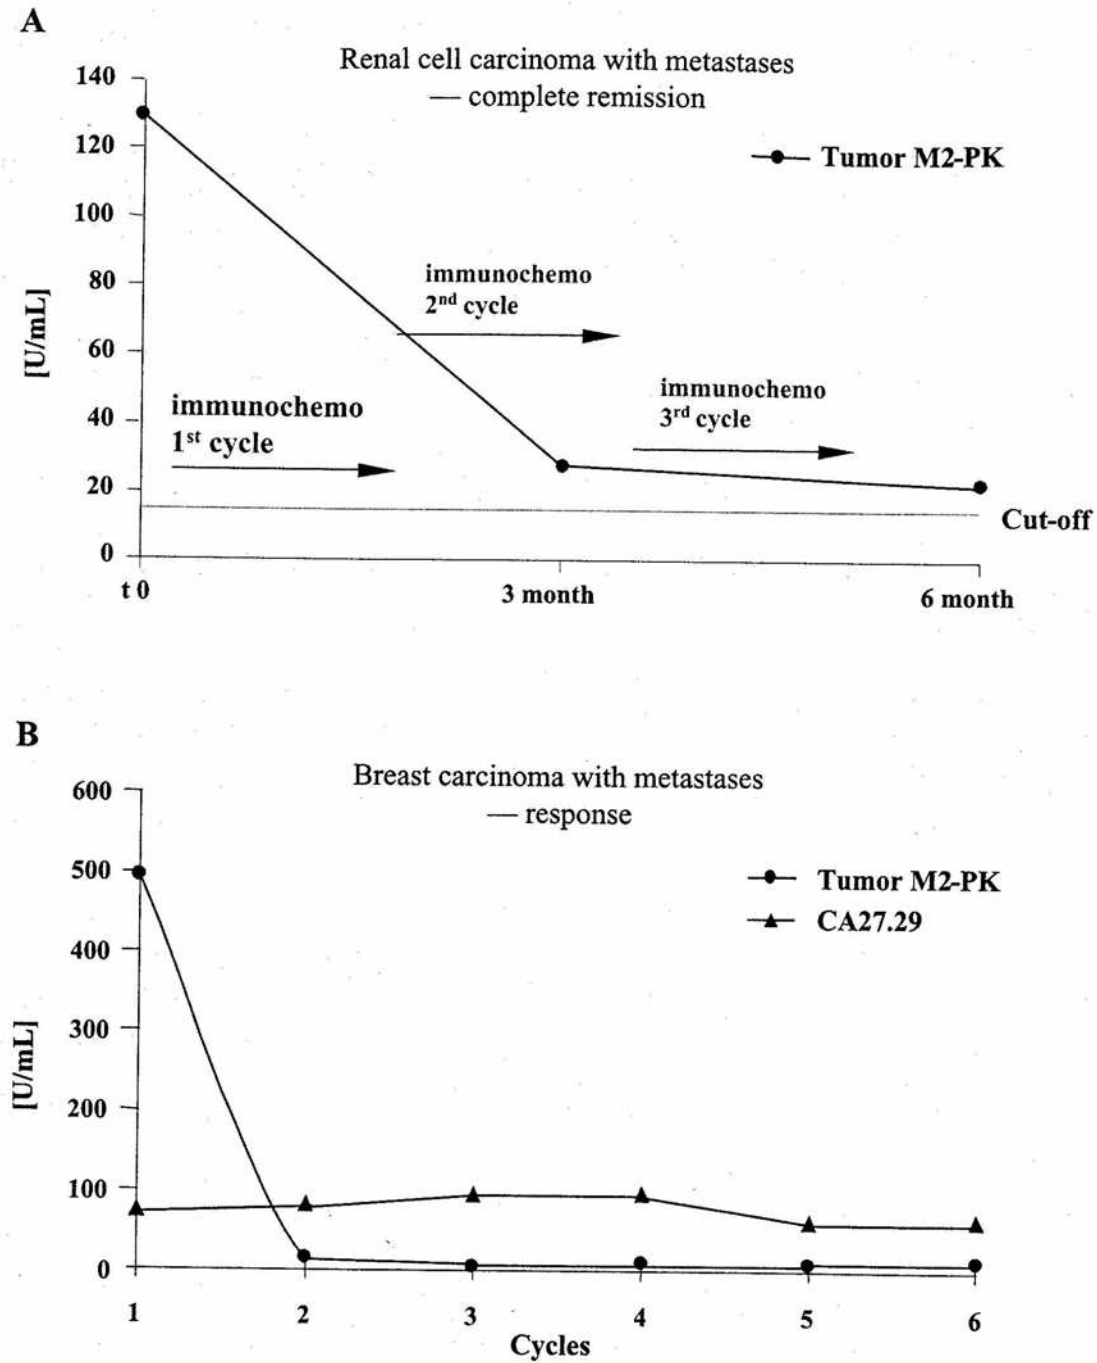 A
Renal cell carcinoma with metastases
— complete remission
140
120
100
80
60
40
20
0
[U/mL]
Tumor M2-PK
immunochemo
2nd cycle
immunochemo
3rd cycle
immunochemo
1st cycle
Cut-off
t 0
3 month
6 month
B
Breast carcinoma with metastases
— response
600
500
400
300
200
100
0
[U/mL]
Tumor M2-PK
CA27.29
1
2
3
4
5
6
Cycles